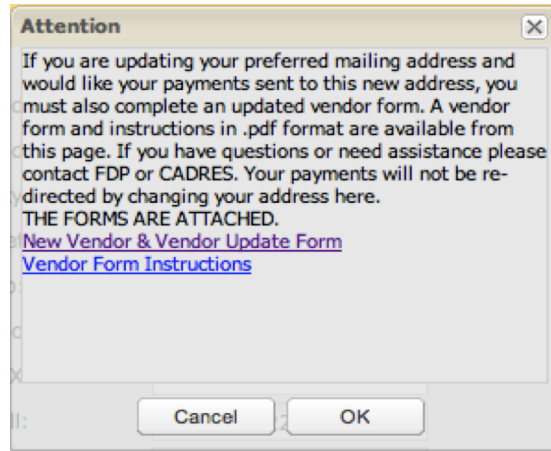 Attention
If you are updating your preferred mailing address and
would like your payments sent to this new address, you
must also complete an updated vendor form. A vendor
form and instructions in .pdf format are available from
this page. If you have questions or need assistance please
contact FDP or CADRES. Your payments will not be re-
directed by changing your address here.
THE FORMS ARE ATTACHED.
New Vendor & Vendor Update Form
Vendor Form Instructions
Cancel OK